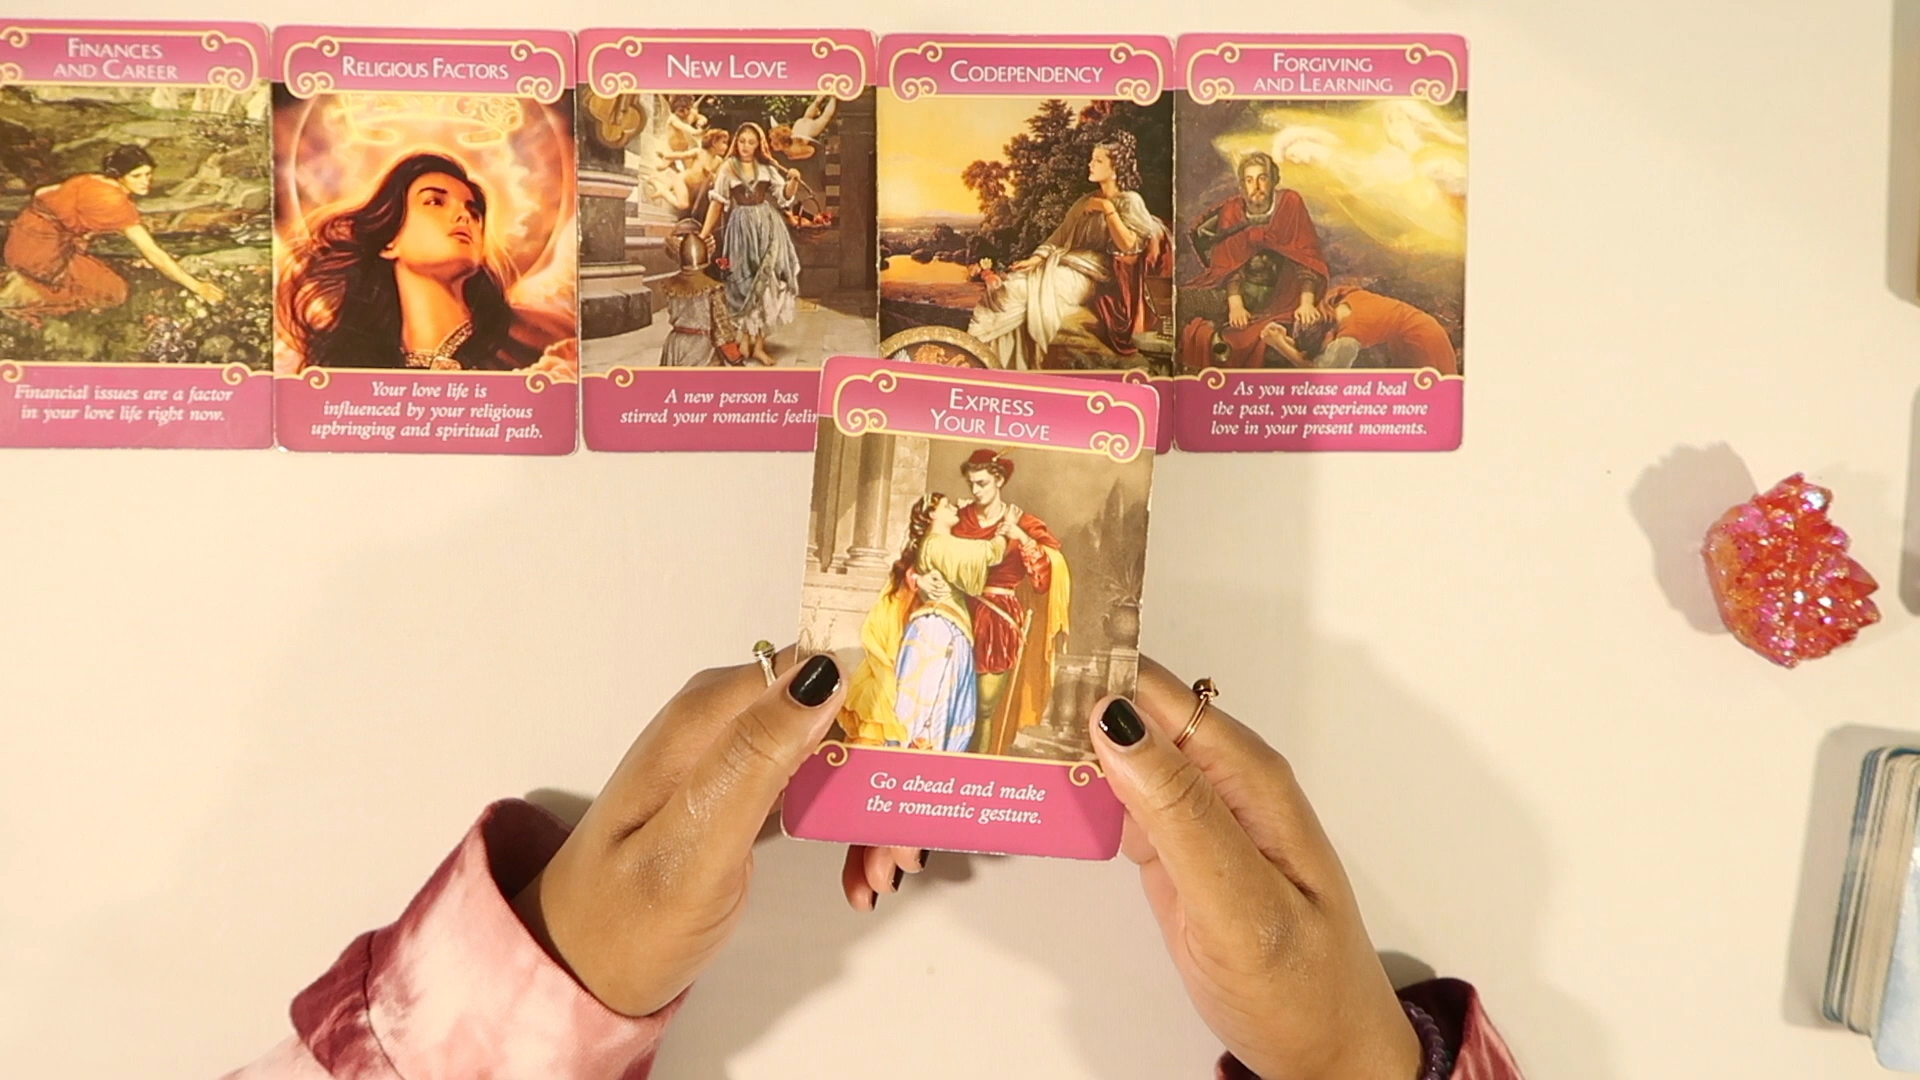 FINANCES
AND CAREER
Financial issues are a factor
in your love life right now.
RELIGIOUS FACTORS
Your love life is
influenced by your religious
upbringing and spiritual path.
NEW LOVE
A new person has
stirred your romantic
CODEPENDENCY
FORGIVING
AND LEARNING
As you release and heal
the past, you experience more
love in your present moments.
EXPRESS
YOUR LOVE
Go ahead and make
the romantic gesture.